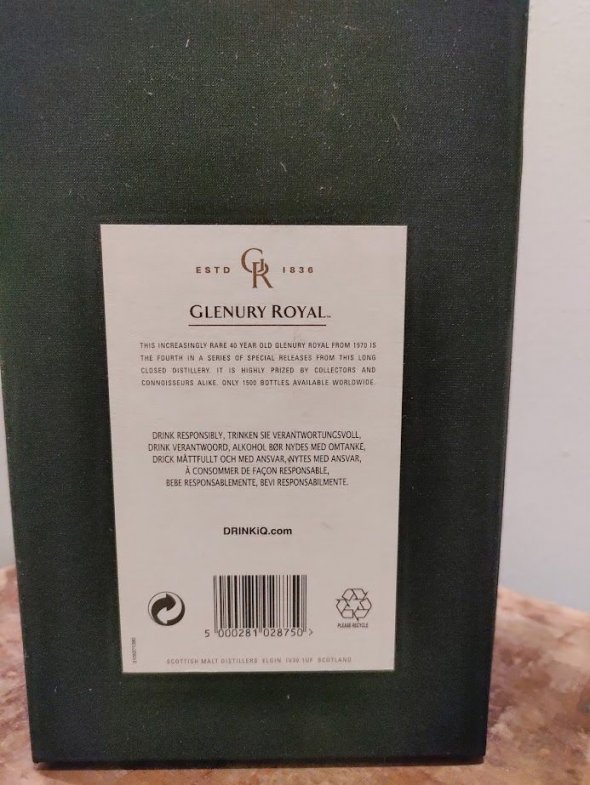 ESTD GR 1836
GLENURY ROYAL™
THIS INCREASINGLY RARE 40 YEAR OLD GLENURY ROYAL FROM 1970 IS
THE FOURTH IN A SERIES OF SPECIAL RELEASES FROM THIS LONG
CLOSED DISTILLERY. IT IS HIGHLY PRIZED BY COLLECTORS AND
CONNOISSEURS ALIKE. ONLY 1500 BOTTLES AVAILABLE WORLDWIDE
DRINK RESPONSIBLY, TRINKEN SIE VERANTWORTUNGSVOLL,
DRINK VERANTWOORD, ALKOHOL BØR NYDES MED OMTANKE,
DRICK MÅTTFULLT OCH MED ANSVAR, NYTES MED ANSVAR,
À CONSOMMER DE FAÇON RESPONSABLE,
BEBE RESPONSABLEMENTE, BEVI RESPONSABILMENTE.
DRINKiQ.com
5 000281 028750 >
PLEASE RECYCLE
SCOTTISH MALT DISTILLERS ELGIN IV30 1UF SCOTLAND